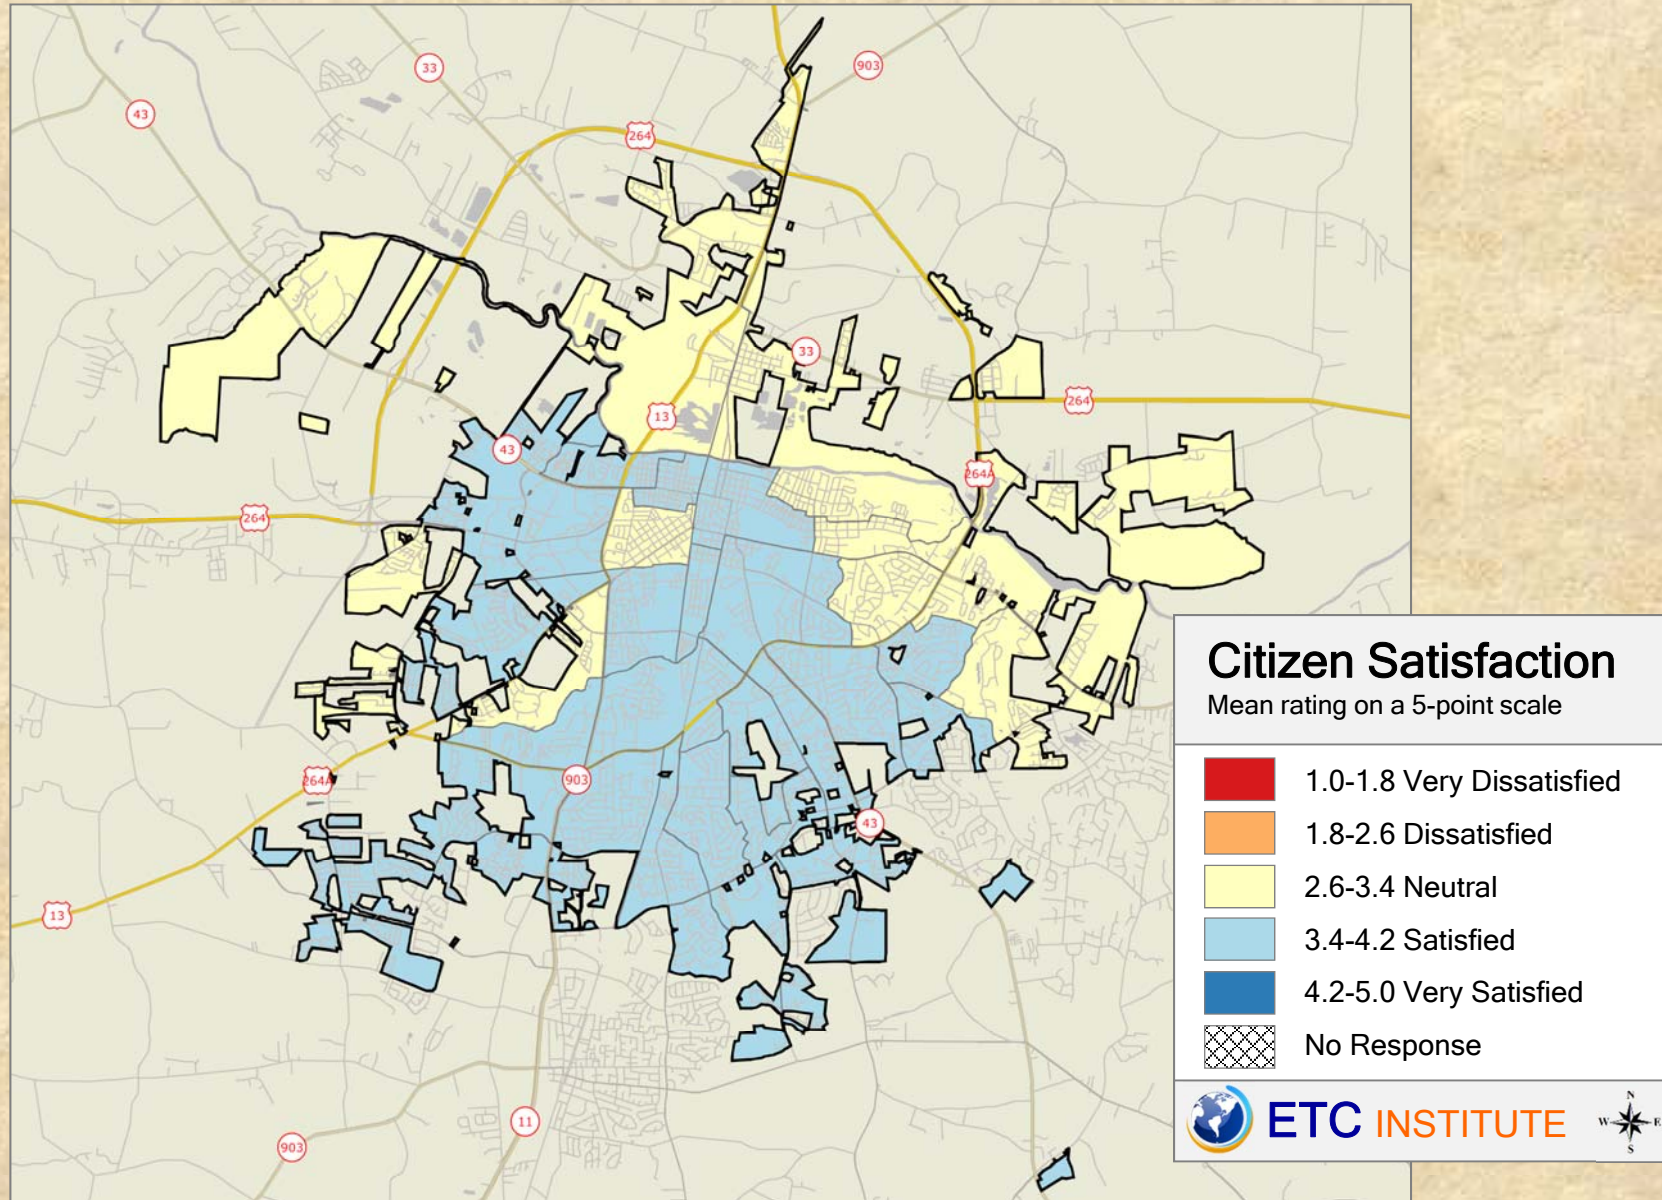 33
903
43
264
33
264
13
43
264A
264
903
264A
43
13
11
903
Citizen Satisfaction
Mean rating on a 5-point scale
1.0-1.8 Very Dissatisfied
1.8-2.6 Dissatisfied
2.6-3.4 Neutral
3.4-4.2 Satisfied
4.2-5.0 Very Satisfied
No Response
ETC INSTITUTE
N
W E
S